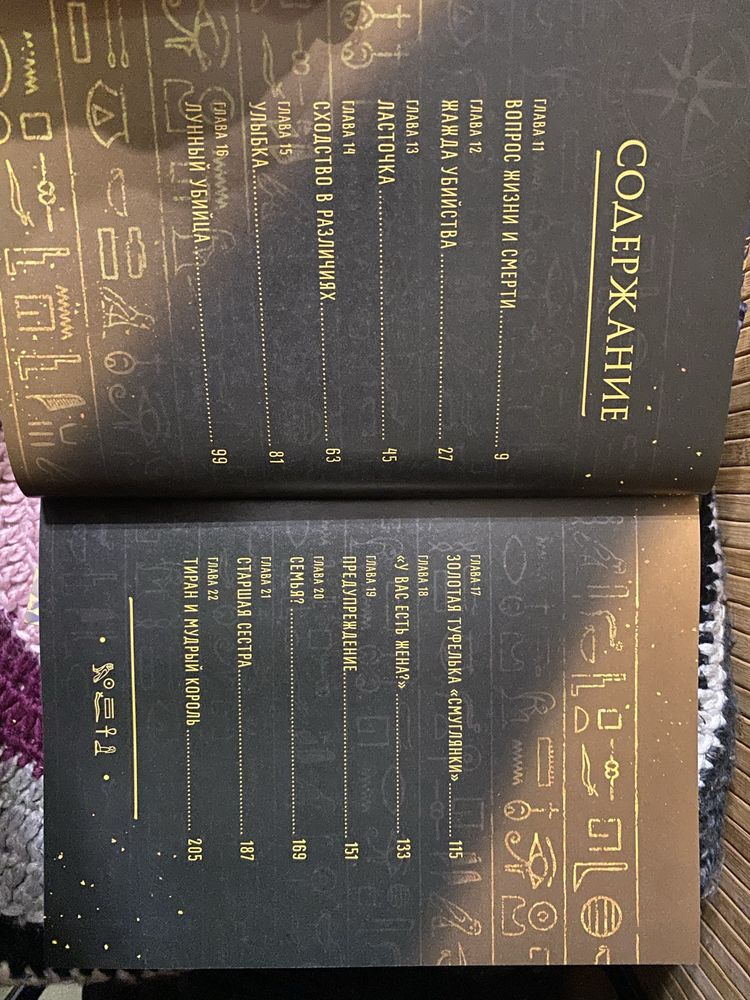 СОДЕРЖАНИЕ
ГЛАВА 11
ВОПРОС ЖИЗНИ И СМЕРТИ.......................... 9
ГЛАВА 12
ЖАЖДА УБИЙСТВА.......................... 27
ГЛАВА 13
ЛАСТОЧКА.......................... 45
ГЛАВА 14
СХОДСТВО В РАЗЛИЧИЯХ.......................... 63
ГЛАВА 15
УЛЫБКА.......................... 81
ГЛАВА 16
ЛУННЫЙ УБИЙЦА.......................... 99
ГЛАВА 17
ЗОЛОТАЯ ТУФЕЛЬКА «СМУГЛЯНКИ».......... 115
ГЛАВА 18
«У ВАС ЕСТЬ ЖЕНА?».......................... 133
ГЛАВА 19
ПРЕДУПРЕЖДЕНИЕ.......................... 151
ГЛАВА 20
СЕМЬЯ?.......................... 169
ГЛАВА 21
СТАРШАЯ СЕСТРА.......................... 187
ГЛАВА 22
ТИРАН И МУДРЫЙ КОРОЛЬ.......................... 205